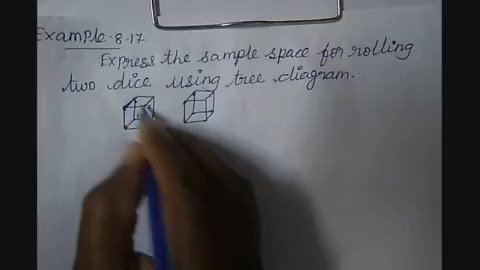 Example-8.17
Express the sample space for rolling
two dice using tree diagram.